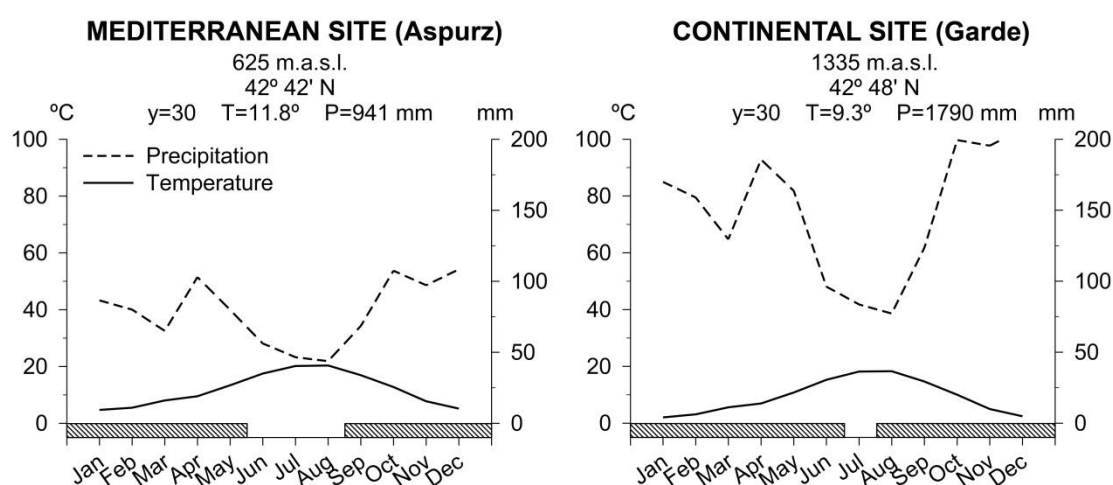 MEDITERRANEAN SITE (Aspurz)
625 m.a.s.l.
42º 42' N
ºC y=30 T=11.8º P=941 mm mm
100
80
60
40
20
0
Precipitation
Temperature
200
150
100
50
0
Jan Feb Mar Apr May Jun Jul Aug Sep Oct Nov Dec
CONTINENTAL SITE (Garde)
1335 m.a.s.l.
42º 48' N
ºC y=30 T=9.3º P=1790 mm mm
100
80
60
40
20
0
200
150
100
50
0
Jan Feb Mar Apr May Jun Jul Aug Sep Oct Nov Dec